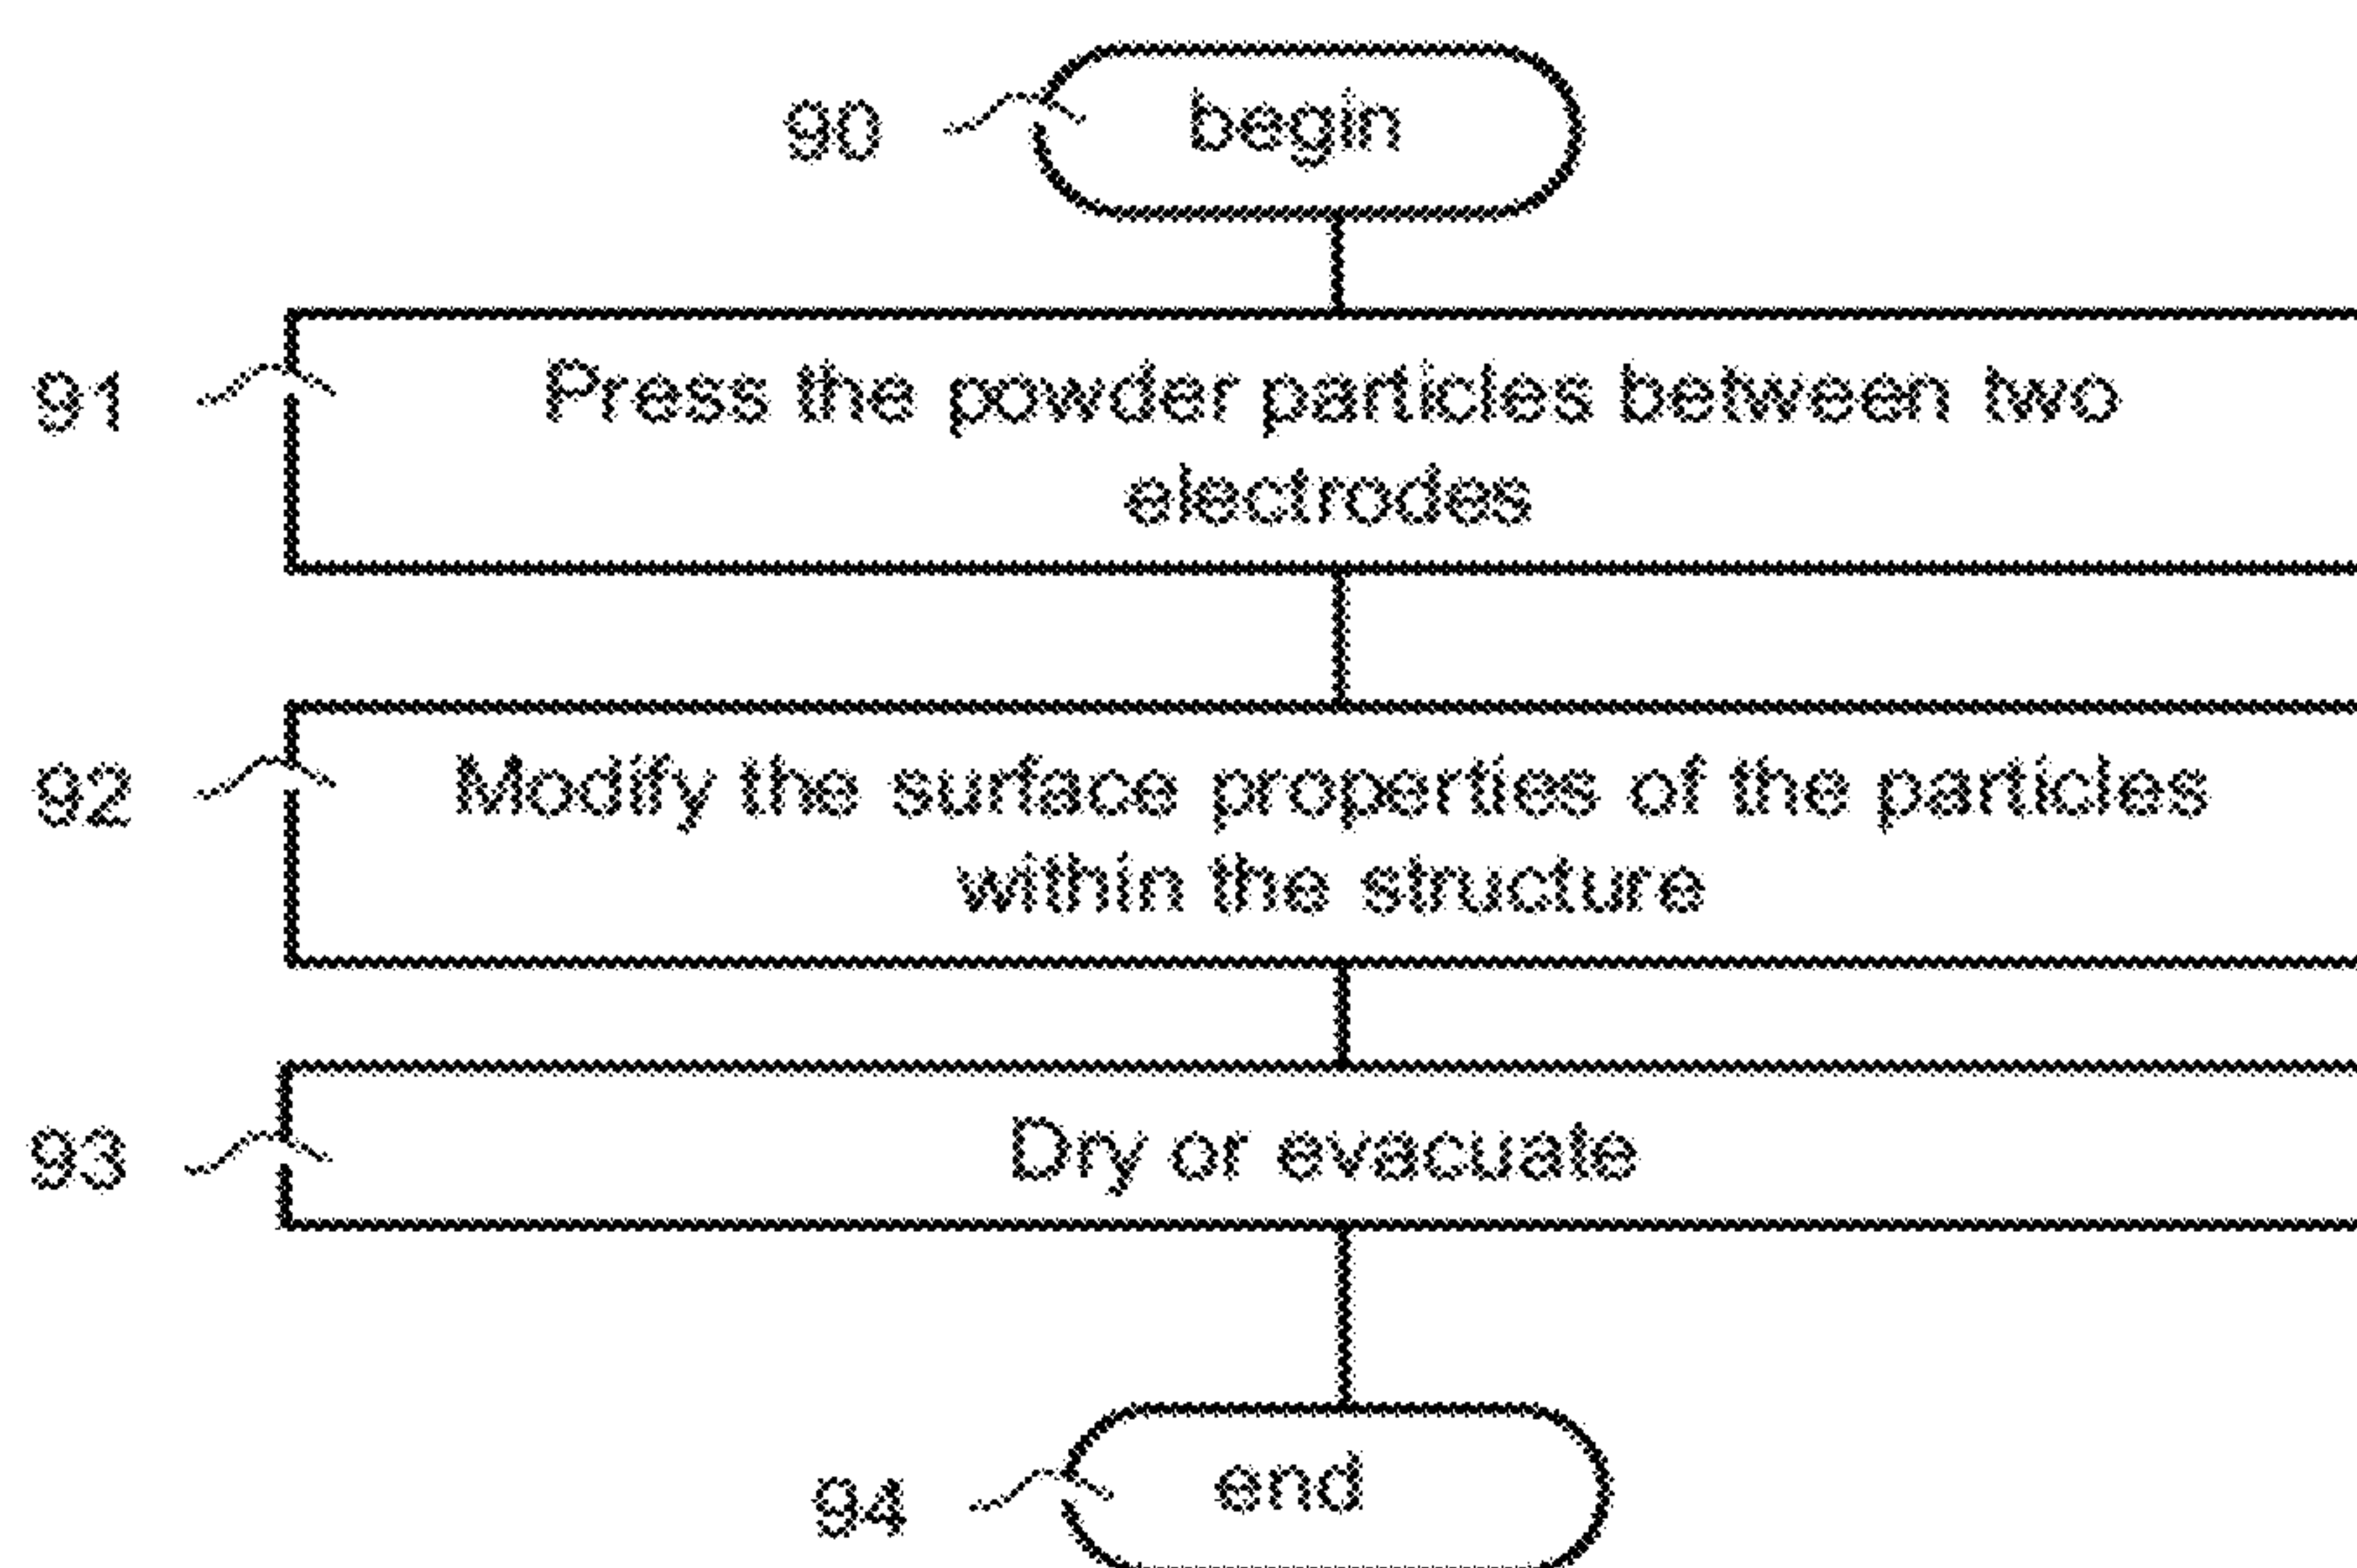 90 begin
91 Press the powder particles between two
electrodes
92 Modify the surface properties of the particles
within the structure
93 Dry or evacuate
94 end